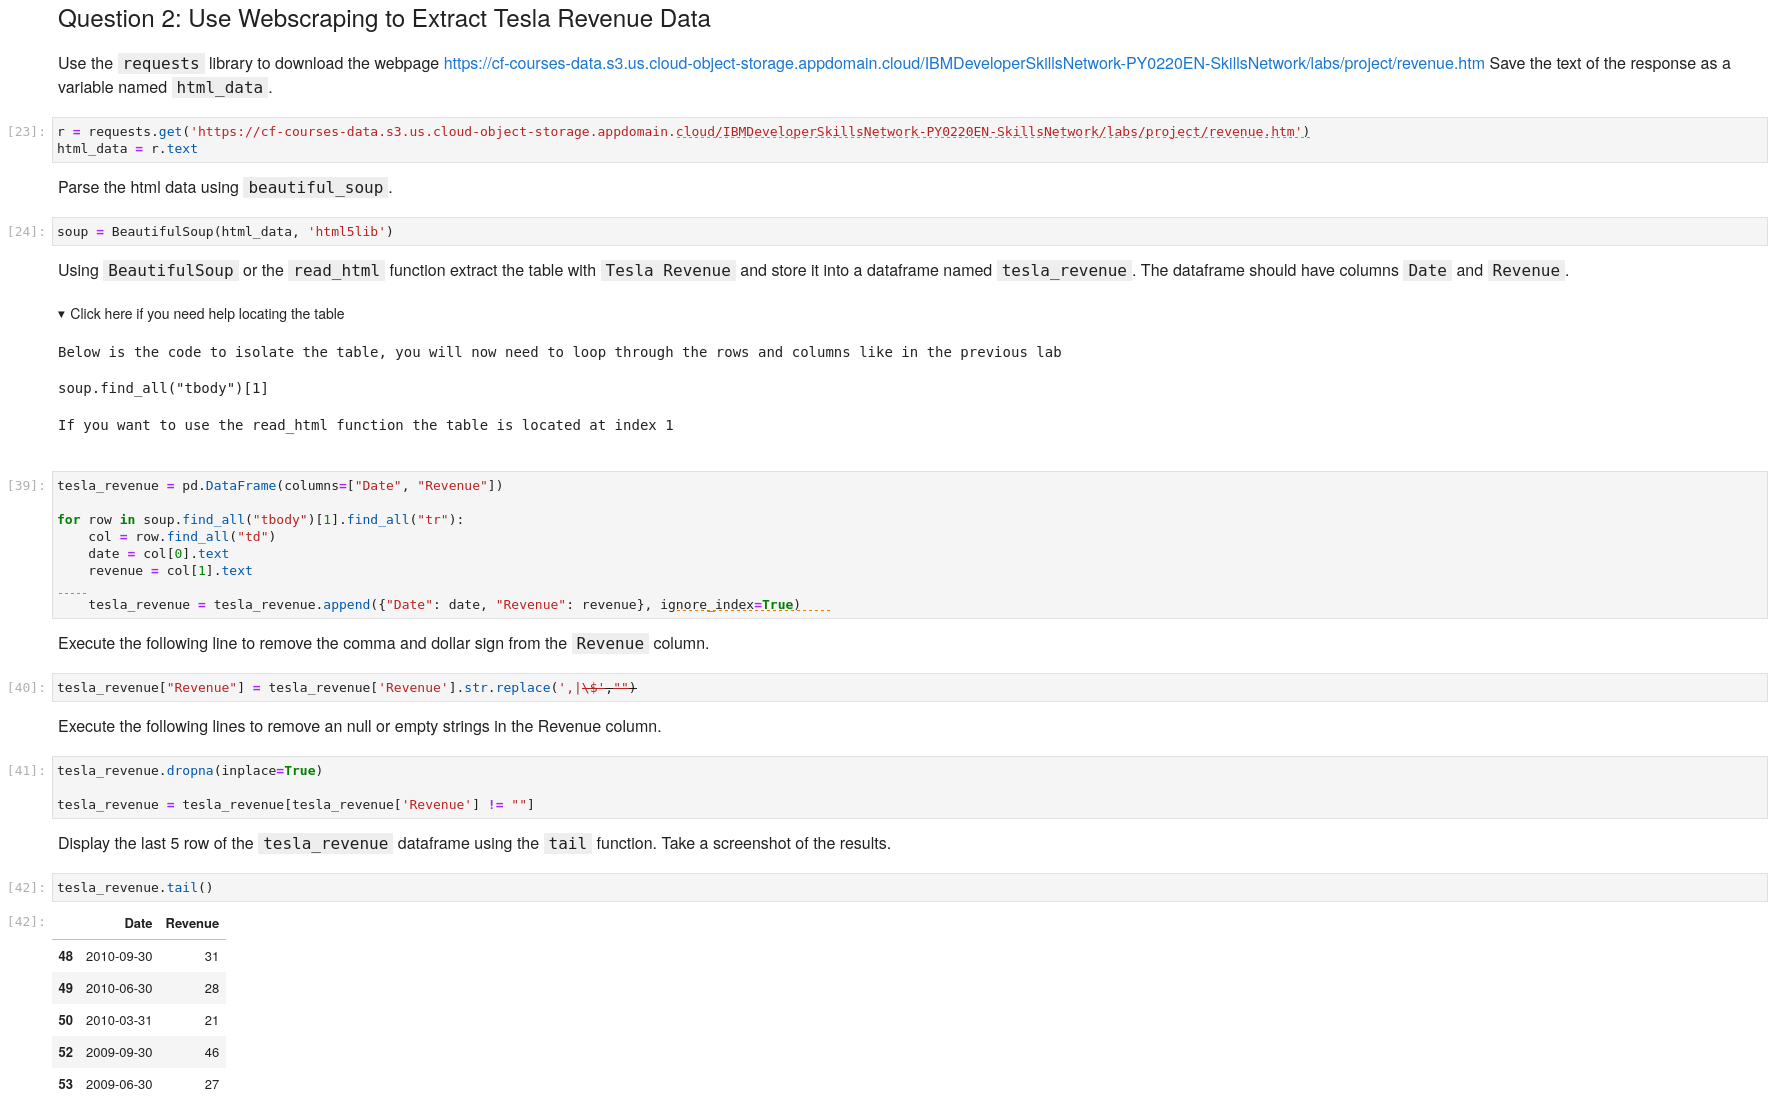 Question 2: Use Webscraping to Extract Tesla Revenue Data
Use the requests library to download the webpage https://cf-courses-data.s3.us.cloud-object-storage.appdomain.cloud/IBMDeveloperSkillsNetwork-PY0220EN-SkillsNetwork/labs/project/revenue.htm Save the text of the response as a
variable named html_data.
[23]: r = requests.get('https://cf-courses-data.s3.us.cloud-object-storage.appdomain.cloud/IBMDeveloperSkillsNetwork-PY0220EN-SkillsNetwork/labs/project/revenue.htm')
html_data = r.text
Parse the html data using beautiful_soup.
[24]: soup = BeautifulSoup(html_data, 'html5lib')
Using BeautifulSoup or the read_html function extract the table with Tesla Revenue and store it into a dataframe named tesla_revenue. The dataframe should have columns Date and Revenue.
▾ Click here if you need help locating the table
Below is the code to isolate the table, you will now need to loop through the rows and columns like in the previous lab
soup.find_all("tbody")[1]
If you want to use the read_html function the table is located at index 1
[39]: tesla_revenue = pd.DataFrame(columns=["Date", "Revenue"])
for row in soup.find_all("tbody")[1].find_all("tr"):
    col = row.find_all("td")
    date = col[0].text
    revenue = col[1].text
    tesla_revenue = tesla_revenue.append({"Date": date, "Revenue": revenue}, ignore_index=True)
Execute the following line to remove the comma and dollar sign from the Revenue column.
[40]: tesla_revenue["Revenue"] = tesla_revenue['Revenue'].str.replace(',|\$',"")
Execute the following lines to remove an null or empty strings in the Revenue column.
[41]: tesla_revenue.dropna(inplace=True)
tesla_revenue = tesla_revenue[tesla_revenue['Revenue'] != ""]
Display the last 5 row of the tesla_revenue dataframe using the tail function. Take a screenshot of the results.
[42]: tesla_revenue.tail()
[42]: Date Revenue
48 2010-09-30 31
49 2010-06-30 28
50 2010-03-31 21
52 2009-09-30 46
53 2009-06-30 27